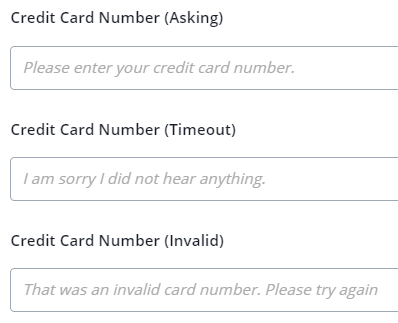 Credit Card Number (Asking)
Please enter your credit card number.
Credit Card Number (Timeout)
I am sorry I did not hear anything.
Credit Card Number (Invalid)
That was an invalid card number. Please try again